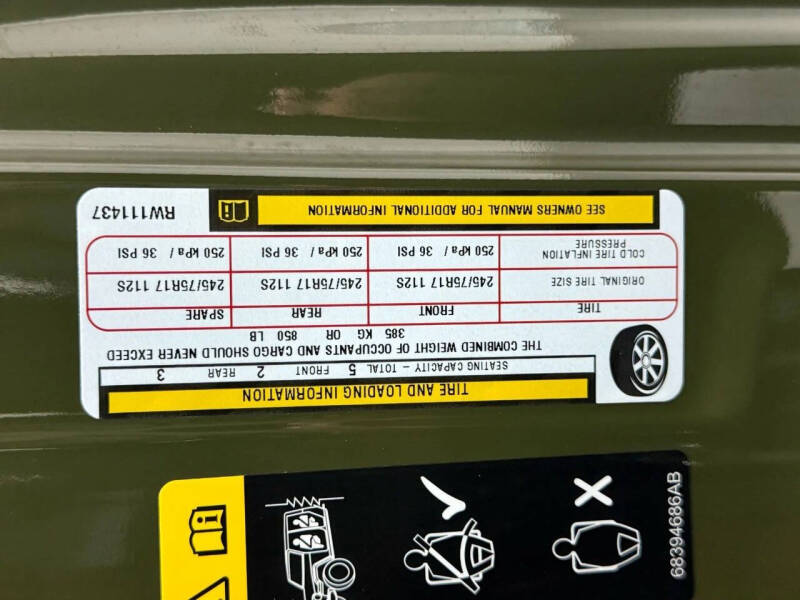 TIRE AND LOADING INFORMATION
SEATING CAPACITY - TOTAL 5 FRONT 2 REAR 3
THE COMBINED WEIGHT OF OCCUPANTS AND CARGO SHOULD NEVER EXCEED
385 KG OR 850 LB
TIRE FRONT REAR SPARE
ORIGINAL TIRE SIZE 245/75R17 112S 245/75R17 112S 245/75R17 112S
COLD TIRE INFLATION PRESSURE 250 kPa / 36 PSI 250 kPa / 36 PSI 250 kPa / 36 PSI
SEE OWNERS MANUAL FOR ADDITIONAL INFORMATION
RW111437
68394686AB